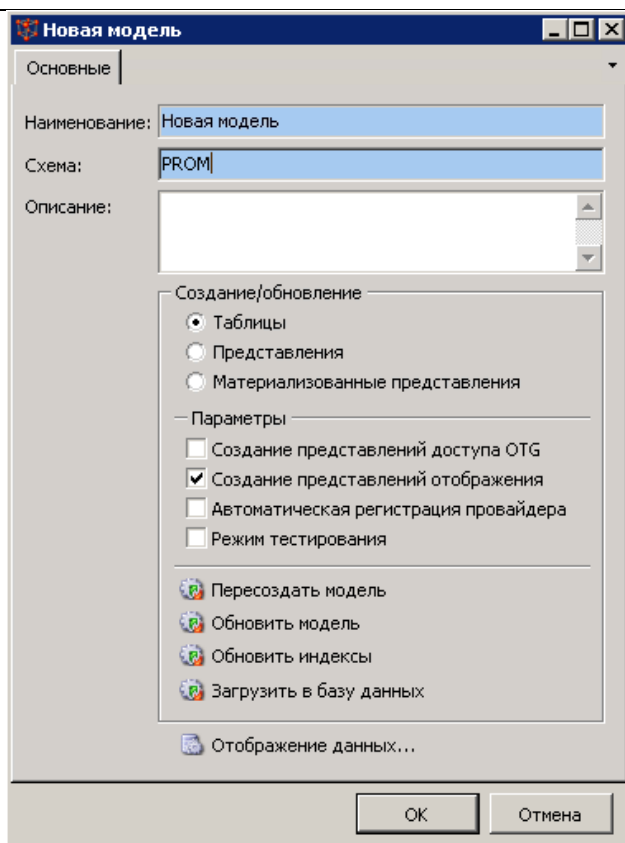 Новая модель
Основные
Наименование: Новая модель
Схема: PROM
Описание:
Создание/обновление
Таблицы
Представления
Материализованные представления
Параметры
Создание представлений доступа OTG
Создание представлений отображения
Автоматическая регистрация провайдера
Режим тестирования
Пересоздать модель
Обновить модель
Обновить индексы
Загрузить в базу данных
Отображение данных...
OK Отмена